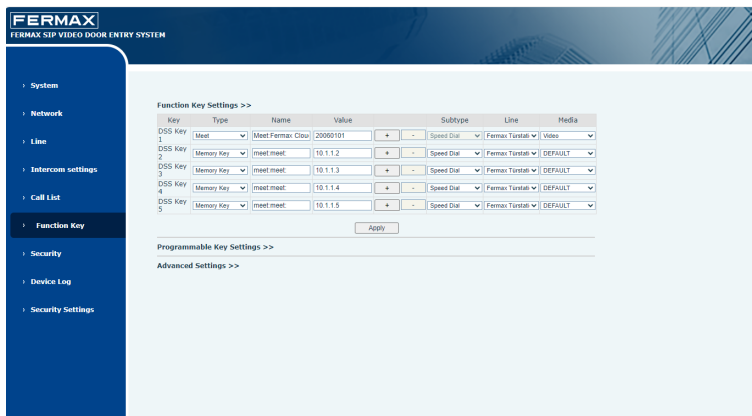 FERMAX
FERMAX SIP VIDEO DOOR ENTRY SYSTEM
› System
› Network
› Line
› Intercom settings
› Call List
› Function Key
› Security
› Device Log
› Security Settings
Function Key Settings >>
Key Type Name Value Subtype Line Media
DSS Key 1 Meet Meet:Fermax Clou 20060101 + - Speed Dial Fermax Türstati Video
DSS Key 2 Memory Key meet:meet: 10.1.1.2 + - Speed Dial Fermax Türstati DEFAULT
DSS Key 3 Memory Key meet:meet: 10.1.1.3 + - Speed Dial Fermax Türstati DEFAULT
DSS Key 4 Memory Key meet:meet: 10.1.1.4 + - Speed Dial Fermax Türstati DEFAULT
DSS Key 5 Memory Key meet:meet: 10.1.1.5 + - Speed Dial Fermax Türstati DEFAULT
Apply
Programmable Key Settings >>
Advanced Settings >>